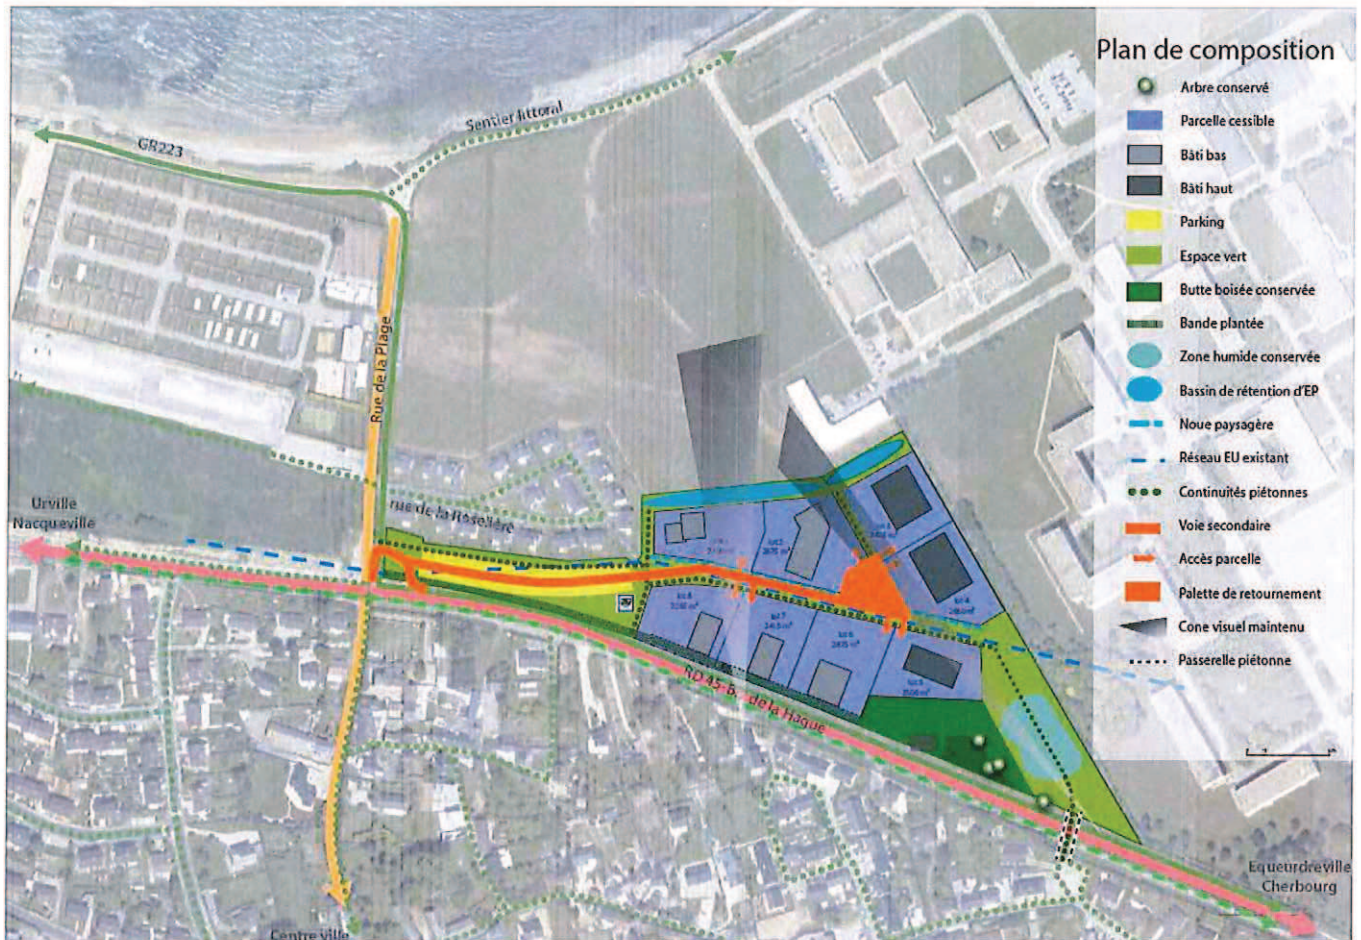 Plan de composition
Arbre conservé
Parcelle cessible
Bâti bas
Bâti haut
Parking
Espace vert
Butte boisée conservée
Bande plantée
Zone humide conservée
Bassin de rétention d'EP
Noue paysagère
Réseau EU existant
Continuités piétonnes
Voie secondaire
Accès parcelle
Palette de retournement
Cone visuel maintenu
Passerelle piétonne
Sentier littoral
GR223
Rue de la Plage
rue de la Roselière
Urville
Nacqueville
RD 45
de la Hague
Equeurdreville
Cherbourg
Centre ville